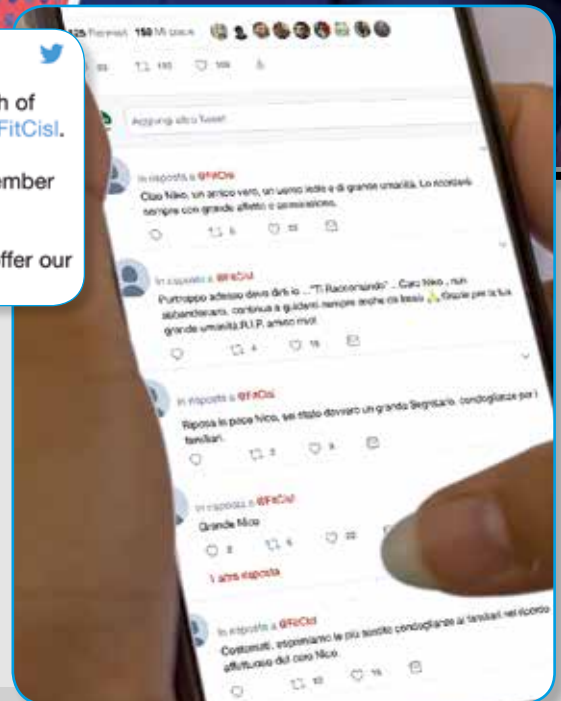 h of
FitCisl.
ember
ffer our
Retweet 150 Mi piace
Aggiungi altro Tweet
In risposta a @FitCisl
Ciao Niko, un amico vero, un uomo leale e di grande umanità. Lo ricorderò
sempre con grande affetto e ammirazione.
In risposta a @FitCisl
Purtroppo adesso devo dirti io ... "Ti Raccomando" .. Caro Niko, non
abbandonarci, continua a guidarci sempre anche da lassù 🙏 Grazie per la tua
grande umanità R.I.P. amico mio!
In risposta a @FitCisl
Riposa in pace Nico, sei stato davvero un grande Segretario. condoglianze per i
familiari.
In risposta a @FitCisl
Grande Nico
1 altra risposta
In risposta a @FitCisl
Costernati, esprimiamo le più sentite condoglianze ai familiari nel ricordo
affettuoso del caro Nico.